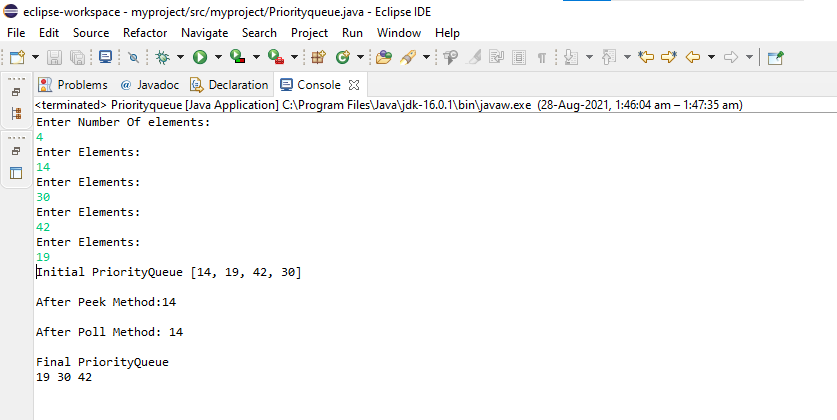 eclipse-workspace - myproject/src/myproject/Priorityqueue.java - Eclipse IDE
File Edit Source Refactor Navigate Search Project Run Window Help
Problems @ Javadoc Declaration Console
<terminated> Priorityqueue [Java Application] C:\Program Files\Java\jdk-16.0.1\bin\javaw.exe (28-Aug-2021, 1:46:04 am – 1:47:35 am)
Enter Number Of elements:
4
Enter Elements:
14
Enter Elements:
30
Enter Elements:
42
Enter Elements:
19
Initial PriorityQueue [14, 19, 42, 30]
After Peek Method:14
After Poll Method: 14
Final PriorityQueue
19 30 42